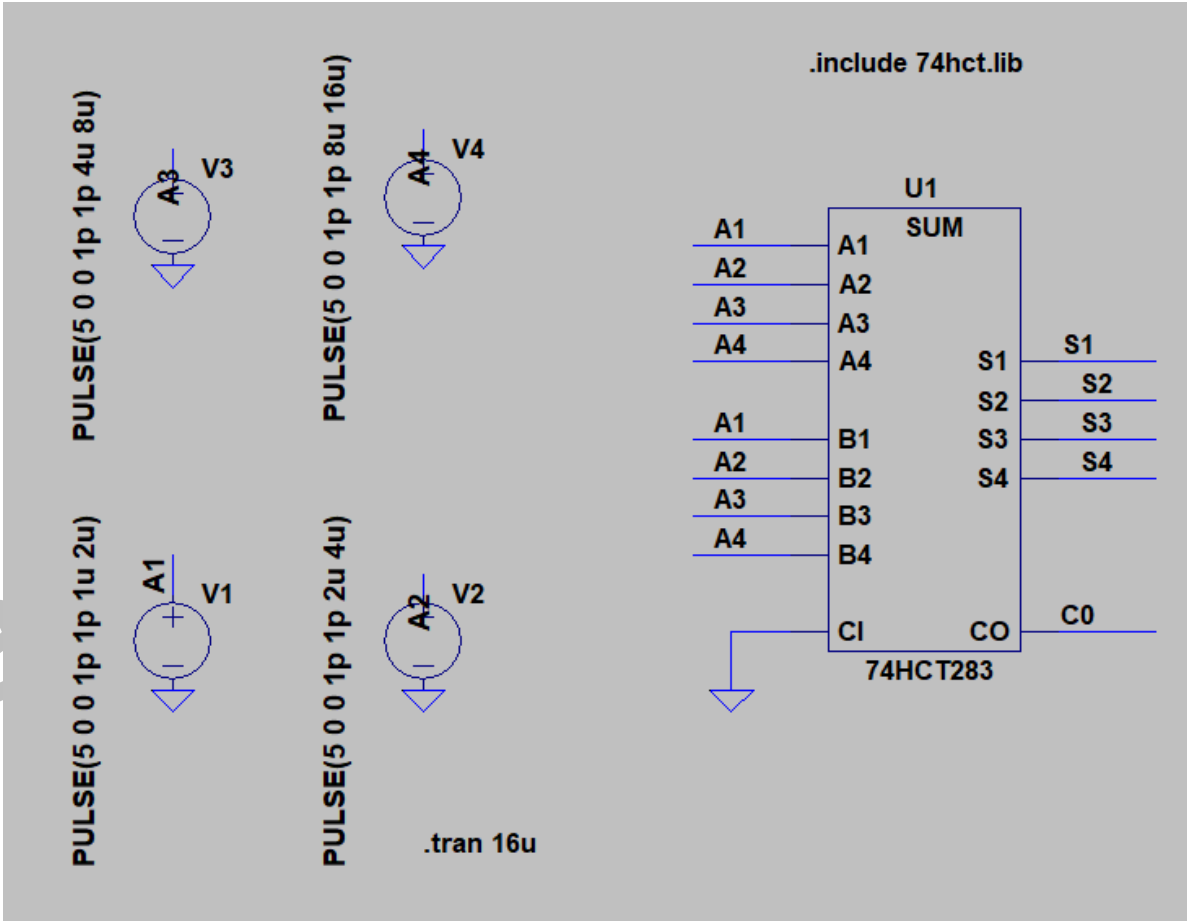 .include 74hct.lib
PULSE(5 0 0 1p 1p 4u 8u)
A3
V3
PULSE(5 0 0 1p 1p 8u 16u)
A4
V4
U1
SUM
A1
A1
A2
A2
A3
A3
A4
A4
S1
S1
S2
S2
A1
B1
S3
S3
A2
B2
S4
S4
A3
B3
A4
B4
PULSE(5 0 0 1p 1p 1u 2u)
A1
V1
PULSE(5 0 0 1p 1p 2u 4u)
A2
V2
CI
CO
C0
74HCT283
.tran 16u